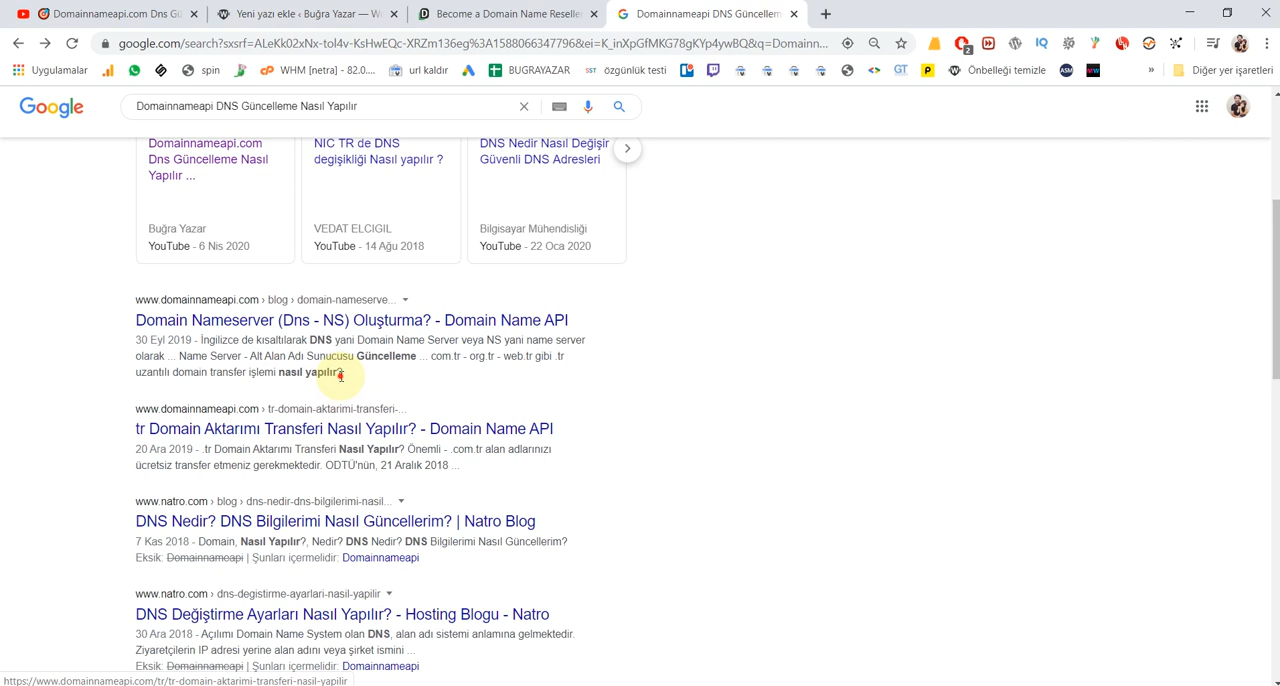 Domainnameapi.com Dns Gü
Yeni yazı ekle ‹ Buğra Yazar — W
Become a Domain Name Reselle
Domainnameapi DNS Güncellem
google.com/search?sxsrf=ALeKk02xNx-tol4v-KsHwEQc-XRZm136eg%3A1588066347796&ei=K_inXpGfMKG78gKYp4ywBQ&q=Domainn...
Uygulamalar
spin
WHM [netra] - 82.0....
url kaldır
BUGRAYAZAR
SST
özgünlük testi
GT
Önbelleği temizle
ASM
Diğer yer işaretleri
Google
Domainnameapi DNS Güncelleme Nasıl Yapılır
Domainnameapi.com
Dns Güncelleme Nasıl
Yapılır ...
Buğra Yazar
YouTube - 6 Nis 2020
NIC TR de DNS
degişikliği Nasıl yapılır ?
VEDAT ELCIGIL
YouTube - 14 Ağu 2018
DNS Nedir Nasıl Değişir
Güvenli DNS Adresleri
Bilgisayar Mühendisliği
YouTube - 22 Oca 2020
www.domainnameapi.com › blog › domain-nameserve...
Domain Nameserver (Dns - NS) Oluşturma? - Domain Name API
30 Eyl 2019 - İngilizce de kısaltılarak DNS yani Domain Name Server veya NS yani name server
olarak ... Name Server - Alt Alan Adı Sunucusu Güncelleme ... com.tr - org.tr - web.tr gibi .tr
uzantılı domain transfer işlemi nasıl yapılır?
www.domainnameapi.com › tr-domain-aktarimi-transferi-...
tr Domain Aktarımı Transferi Nasıl Yapılır? - Domain Name API
20 Ara 2019 - .tr Domain Aktarımı Transferi Nasıl Yapılır? Önemli - .com.tr alan adlarınızı
ücretsiz transfer etmeniz gerekmektedir. ODTÜ'nün, 21 Aralık 2018 ...
www.natro.com › blog › dns-nedir-dns-bilgilerimi-nasil...
DNS Nedir? DNS Bilgilerimi Nasıl Güncellerim? | Natro Blog
7 Kas 2018 - Domain, Nasıl Yapılır?, Nedir? DNS Nedir? DNS Bilgilerimi Nasıl Güncellerim?
Eksik: Domainnameapi | Şunları içermelidir: Domainnameapi
www.natro.com › dns-degistirme-ayarlari-nasil-yapilir
DNS Değiştirme Ayarları Nasıl Yapılır? - Hosting Blogu - Natro
30 Ara 2018 - Açılımı Domain Name System olan DNS, alan adı sistemi anlamına gelmektedir.
Ziyaretçilerin IP adresi yerine alan adını veya şirket ismini ...
Eksik: Domainnameapi | Şunları içermelidir: Domainnameapi
https://www.domainnameapi.com/tr/tr-domain-aktarimi-transferi-nasil-yapilir